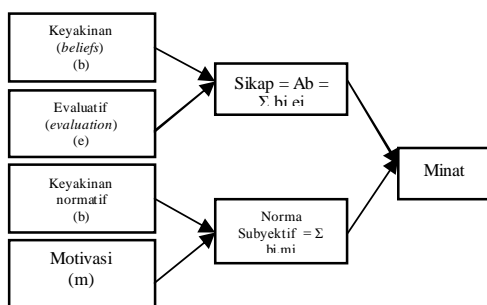 Keyakinan
(beliefs)
(b)
Evaluatif
(evaluation)
(e)
Keyakinan
normatif
(b)
Motivasi
(m)
Sikap = Ab =
Σ bi.ei
Norma
Subyektif = Σ
bi.mi
Minat